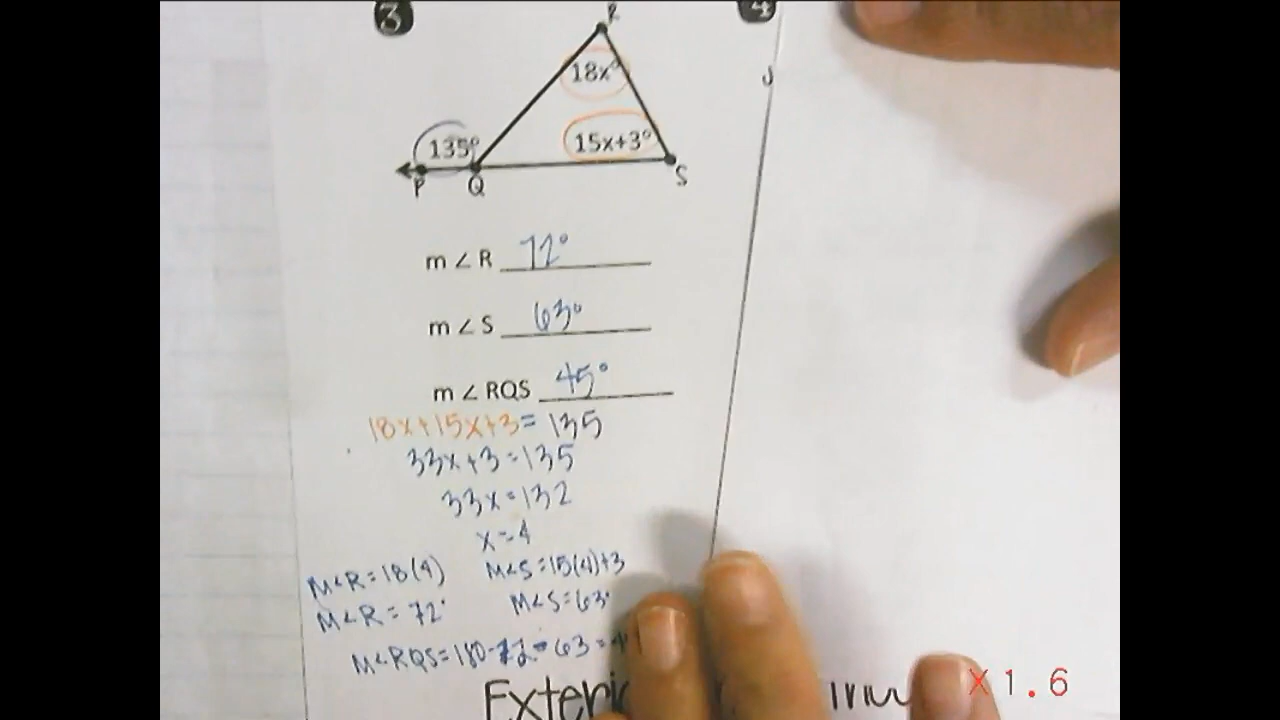 3
4
R
18x°
135°
15x+3°
P
Q
S
m∠R 72°
m∠S 63°
m∠RQS 45°
18x+15x+3=135
33x+3=135
33x=132
x=4
M∠R=18(4) M∠S=15(4)+3
M∠R=72° M∠S=63°
M∠RQS=180-72-63=
X1.6